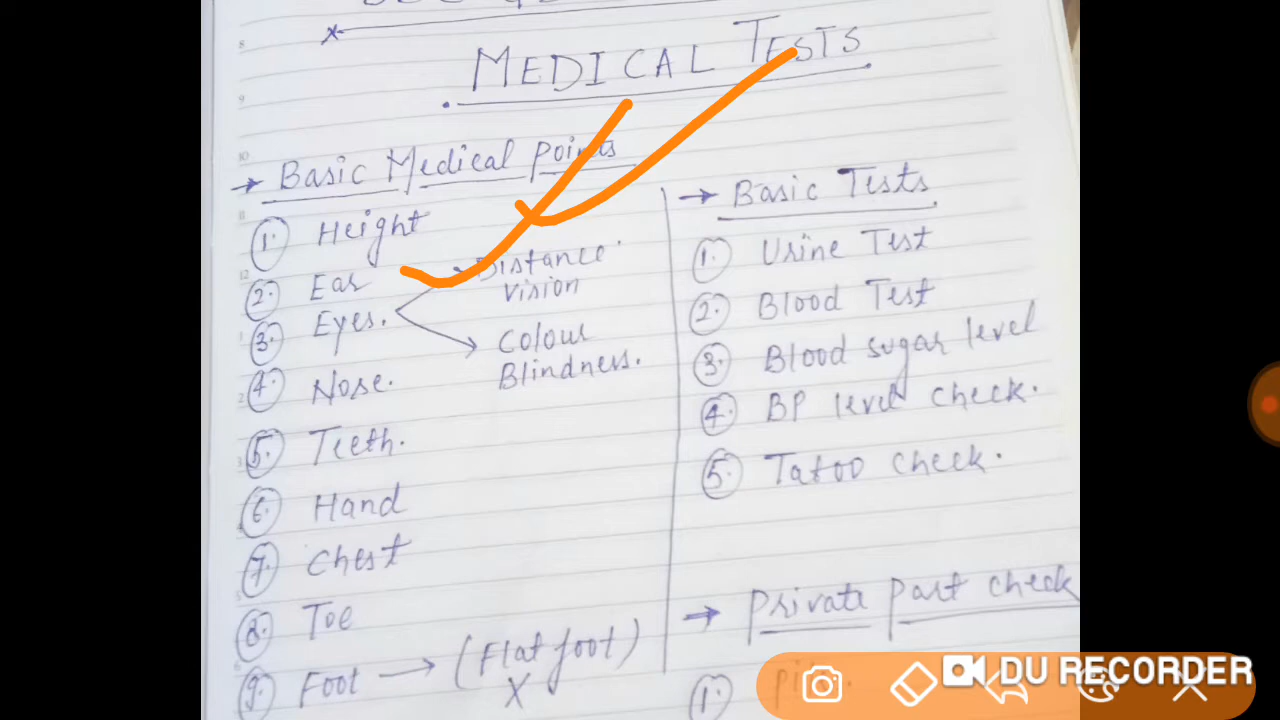 MEDICAL TESTS
→ Basic Medical points
1. Height
2. Ear
3. Eyes.
Distance vision
Colour Blindness.
4. Nose.
5. Teeth.
6. Hand
7. Chest
8. Toe
9. Foot → (Flat foot)
X
→ Basic Tests
1. Urine Test
2. Blood Test
3. Blood sugar level
4. BP level check.
5. Tatoo check.
→ private part check
1.
DU RECORDER